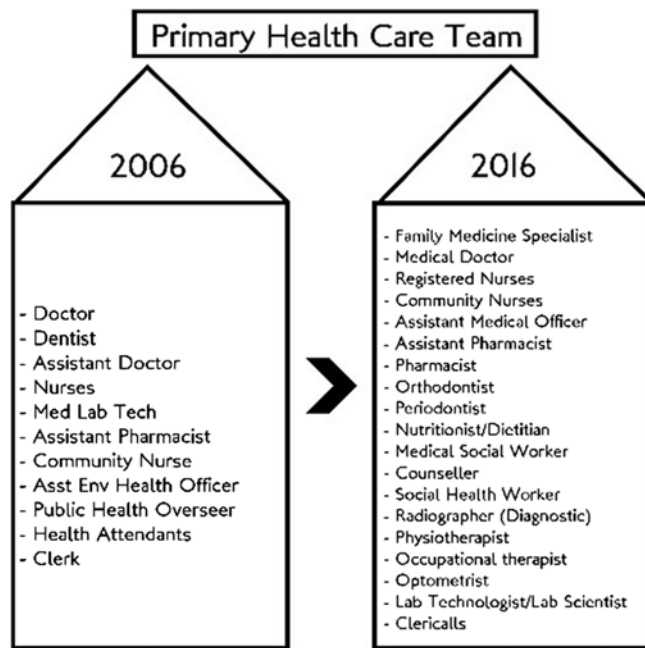 Primary Health Care Team
2006
- Doctor
- Dentist
- Assistant Doctor
- Nurses
- Med Lab Tech
- Assistant Pharmacist
- Community Nurse
- Asst Env Health Officer
- Public Health Overseer
- Health Attendants
- Clerk
2016
- Family Medicine Specialist
- Medical Doctor
- Registered Nurses
- Community Nurses
- Assistant Medical Officer
- Assistant Pharmacist
- Pharmacist
- Orthodontist
- Periodontist
- Nutritionist/Dietitian
- Medical Social Worker
- Counseller
- Social Health Worker
- Radiographer (Diagnostic)
- Physiotherapist
- Occupational therapist
- Optometrist
- Lab Technologist/Lab Scientist
- Clericalls